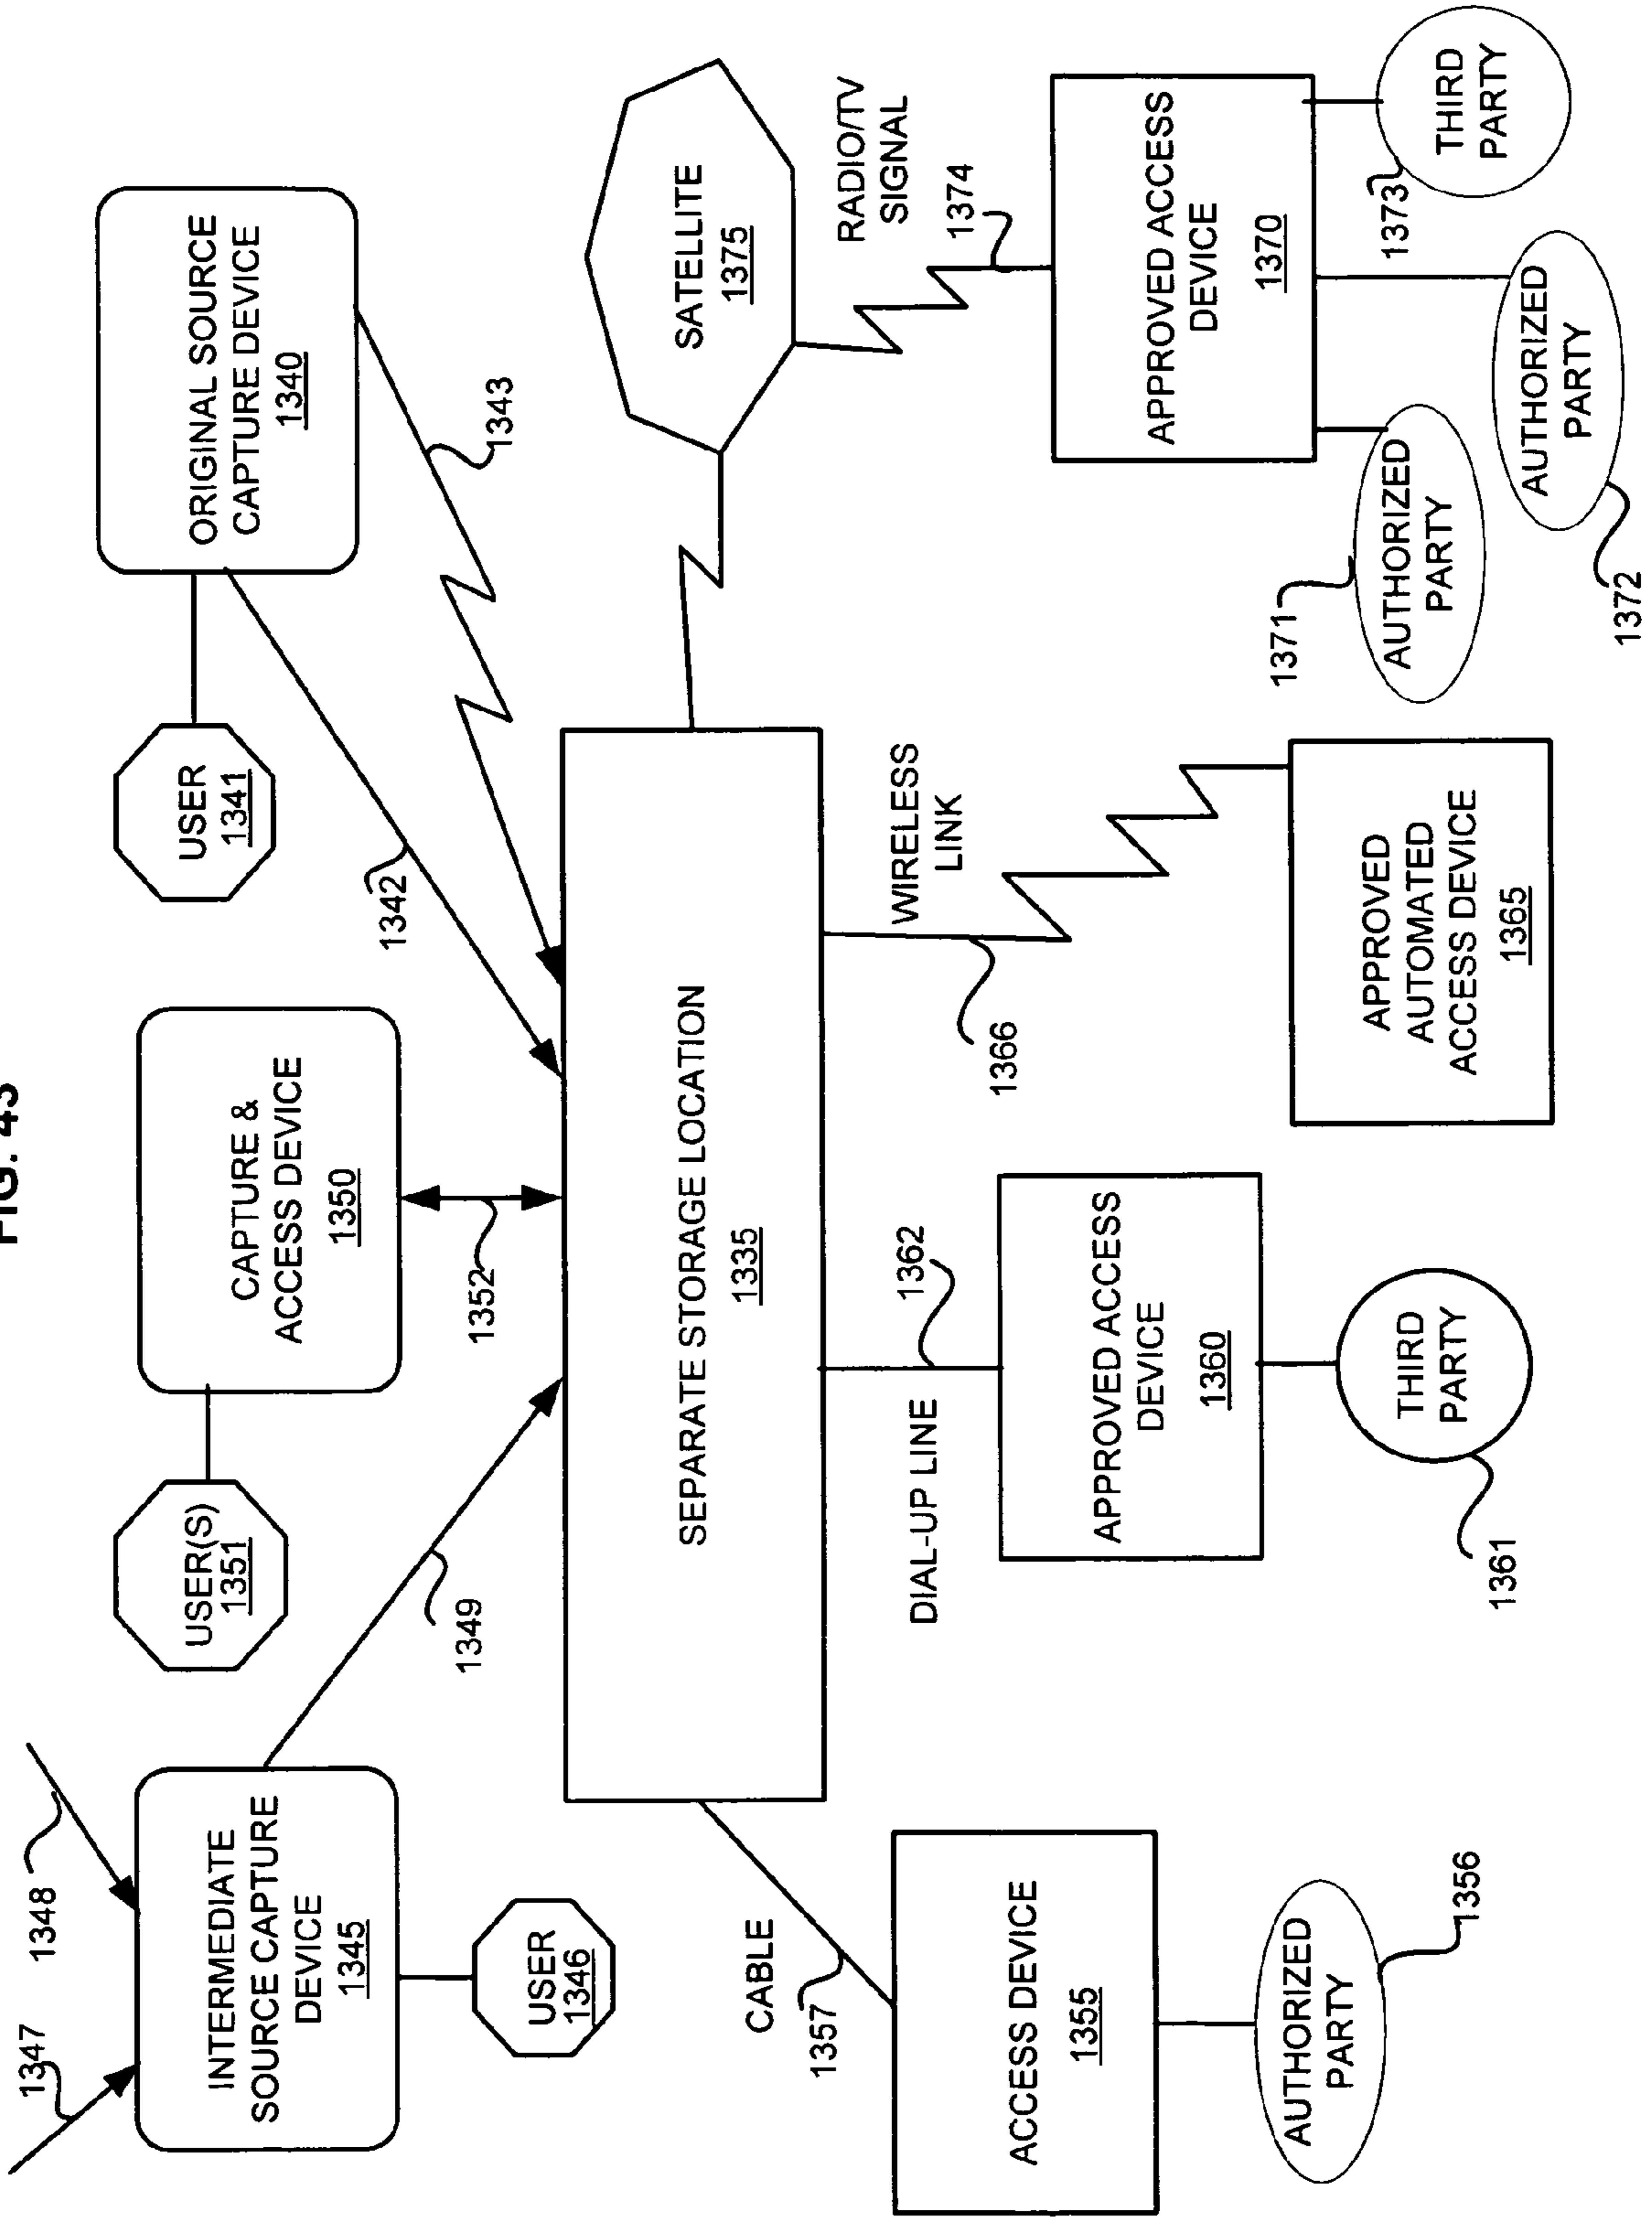 FIG. 43
1347
1348
INTERMEDIATE
SOURCE CAPTURE
DEVICE
1345
USER
1346
1349
USER(S)
1351
CAPTURE &
ACCESS DEVICE
1350
1352
USER
1341
ORIGINAL SOURCE
CAPTURE DEVICE
1340
1342
1343
SEPARATE STORAGE LOCATION
1335
SATELLITE
1375
CABLE
1357
ACCESS DEVICE
1355
AUTHORIZED
PARTY
1356
DIAL-UP LINE
1362
APPROVED ACCESS
DEVICE
1360
THIRD
PARTY
1361
WIRELESS
LINK
1366
APPROVED
AUTOMATED
ACCESS DEVICE
1365
RADIO/TV
SIGNAL
1374
APPROVED ACCESS
DEVICE
1370
1371
AUTHORIZED
PARTY
AUTHORIZED
PARTY
1372
1373
THIRD
PARTY